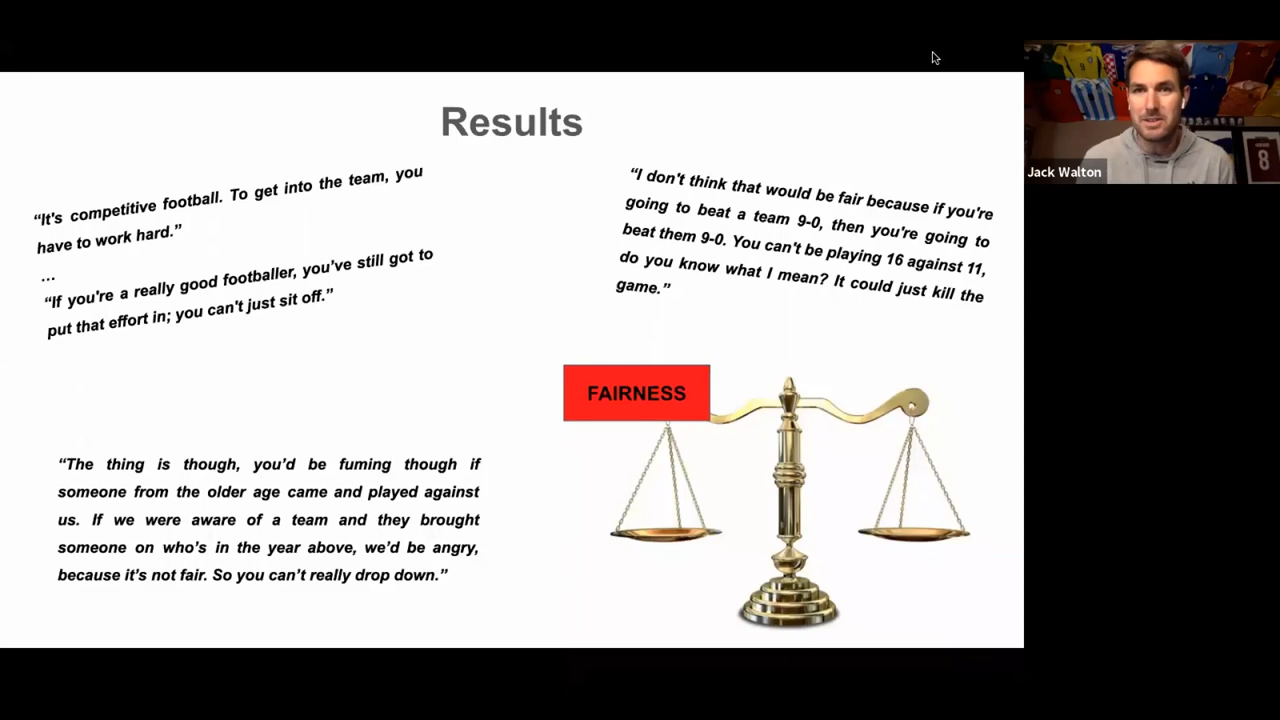 Results
“It's competitive football. To get into the team, you
have to work hard.”
…
“If you're a really good footballer, you’ve still got to
put that effort in; you can't just sit off.”
“I don't think that would be fair because if you're
going to beat a team 9-0, then you're going to
beat them 9-0. You can't be playing 16 against 11,
do you know what I mean? It could just kill the
game.”
FAIRNESS
“The thing is though, you’d be fuming though if
someone from the older age came and played against
us. If we were aware of a team and they brought
someone on who’s in the year above, we’d be angry,
because it’s not fair. So you can’t really drop down.”
Jack Walton
8